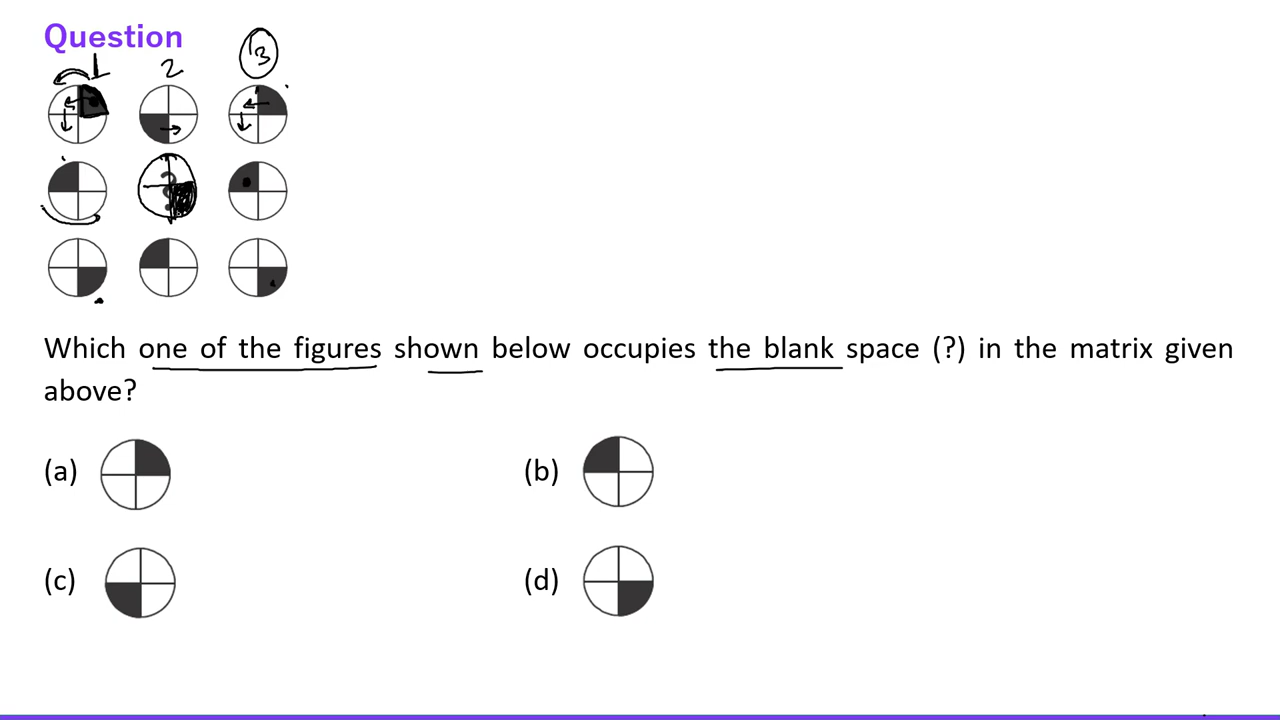 Question
1 2 3
?
Which one of the figures shown below occupies the blank space (?) in the matrix given
above?
(a) (b)
(c) (d)